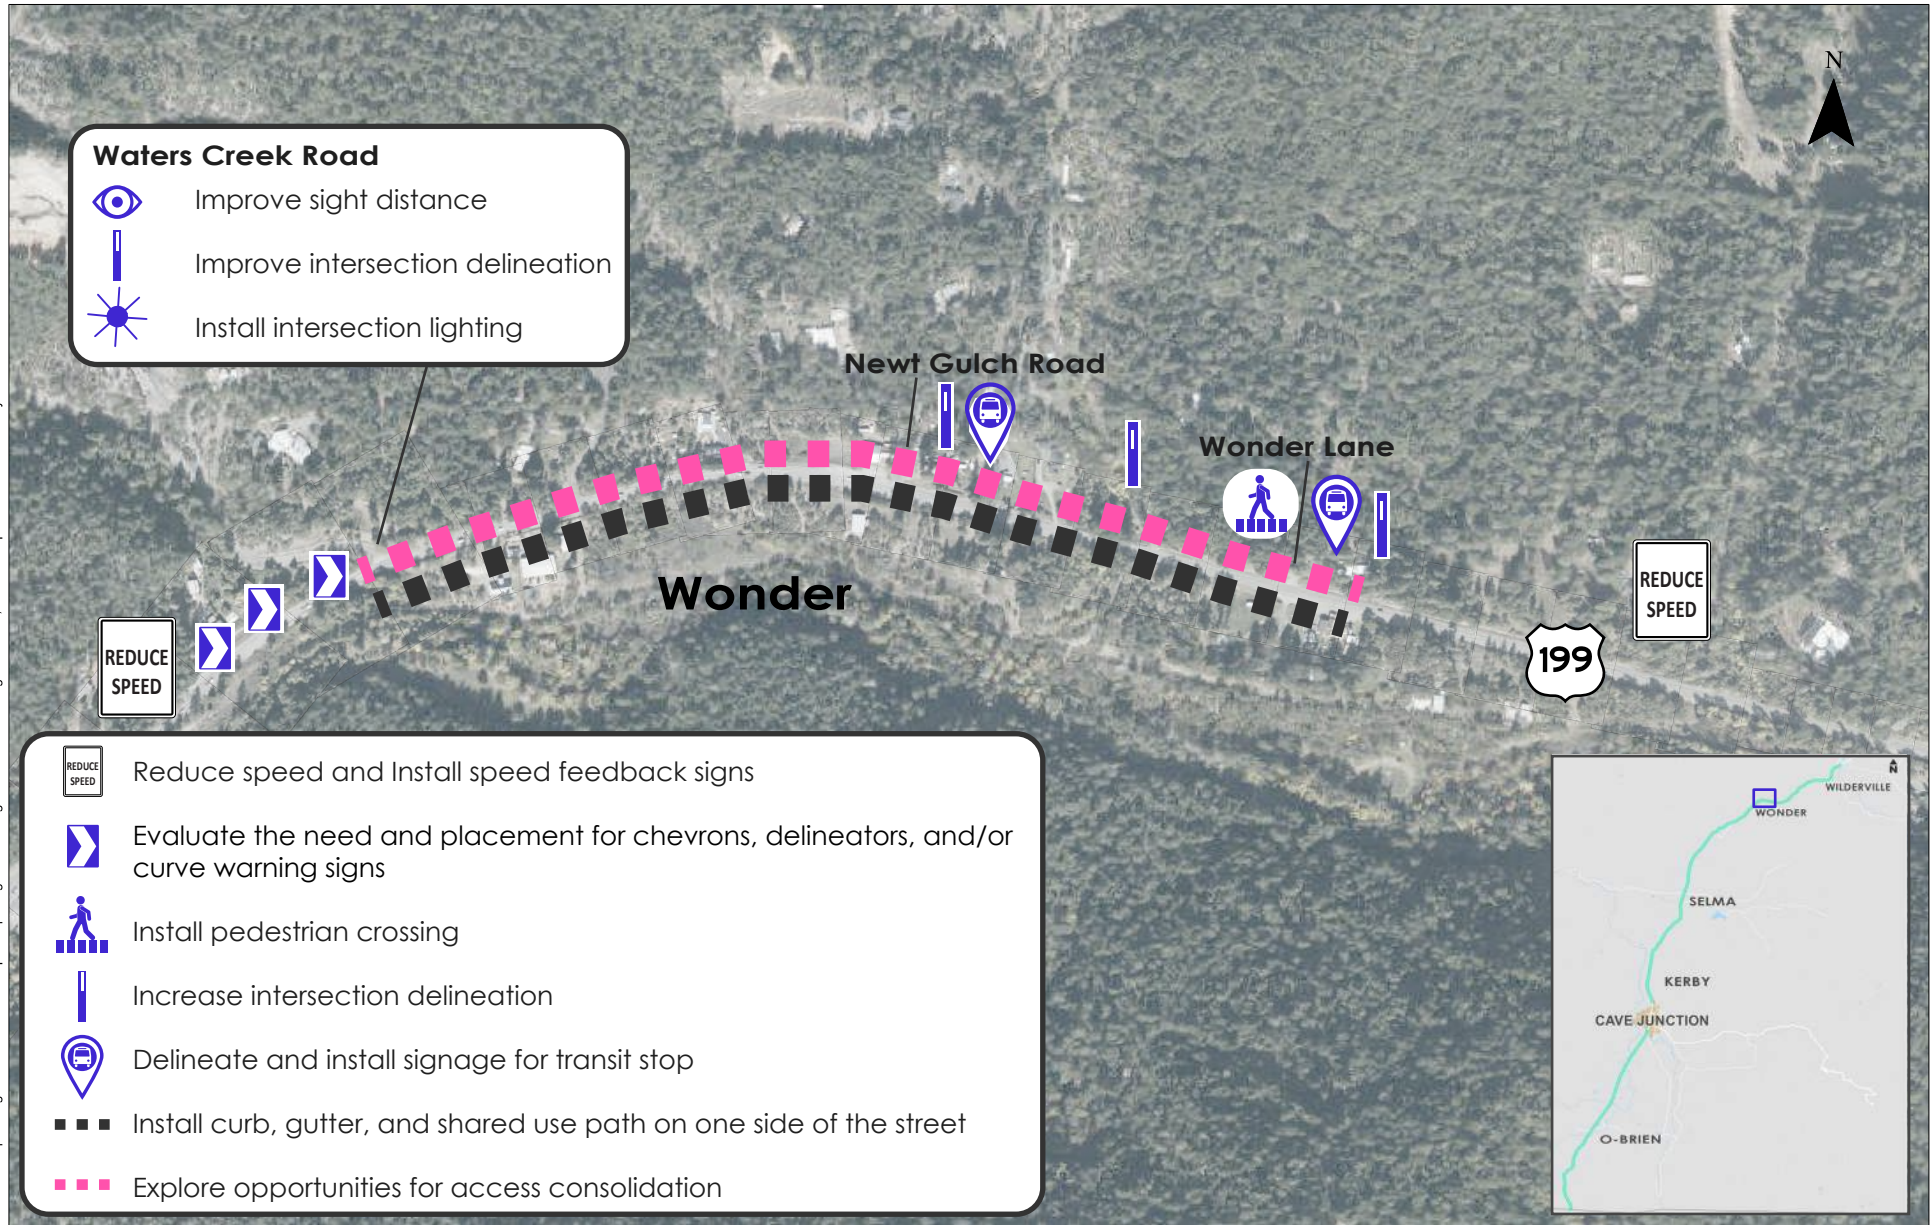 N
Waters Creek Road
Improve sight distance
Improve intersection delineation
Install intersection lighting
Newt Gulch Road
Wonder Lane
Wonder
REDUCE
SPEED
REDUCE
SPEED
199
REDUCE
SPEED
Reduce speed and Install speed feedback signs
Evaluate the need and placement for chevrons, delineators, and/or
curve warning signs
Install pedestrian crossing
Increase intersection delineation
Delineate and install signage for transit stop
Install curb, gutter, and shared use path on one side of the street
Explore opportunities for access consolidation
N
WILDERVILLE
WONDER
SELMA
KERBY
CAVE JUNCTION
O-BRIEN